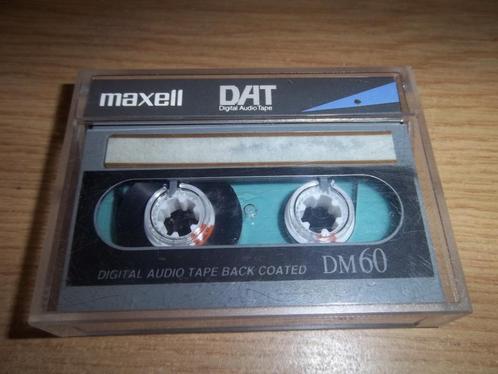 maxell DAT
Digital Audio Tape
DIGITAL AUDIO TAPE BACK COATED DM60